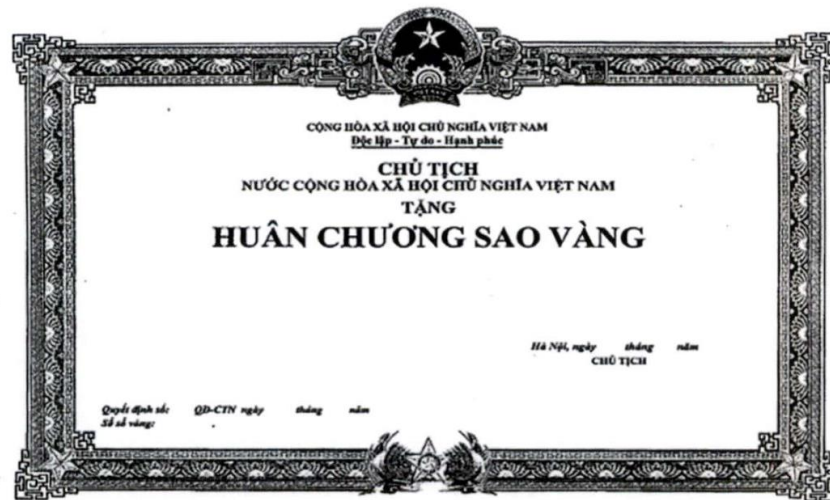 CỘNG HÒA XÃ HỘI CHỦ NGHĨA VIỆT NAM
Độc lập - Tự do - Hạnh phúc
CHỦ TỊCH
NƯỚC CỘNG HÒA XÃ HỘI CHỦ NGHĨA VIỆT NAM
TẶNG
HUÂN CHƯƠNG SAO VÀNG
Hà Nội, ngày tháng năm
CHỦ TỊCH
Quyết định số: QD-CTN ngày tháng năm
Số sổ vàng: